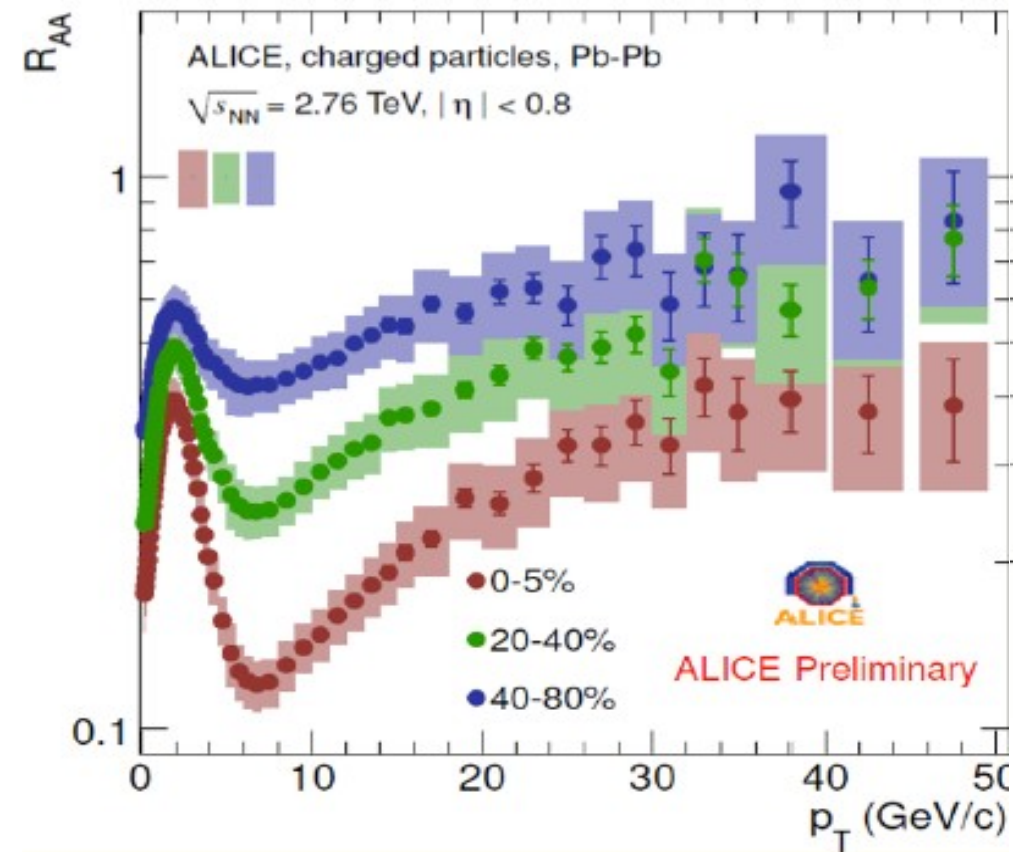 R_AA
ALICE, charged particles, Pb-Pb
√s_NN = 2.76 TeV, | η | < 0.8
1
0-5%
20-40%
ALICE
40-80%
ALICE Preliminary
0.1
0 10 20 30 40 50
p_T (GeV/c)